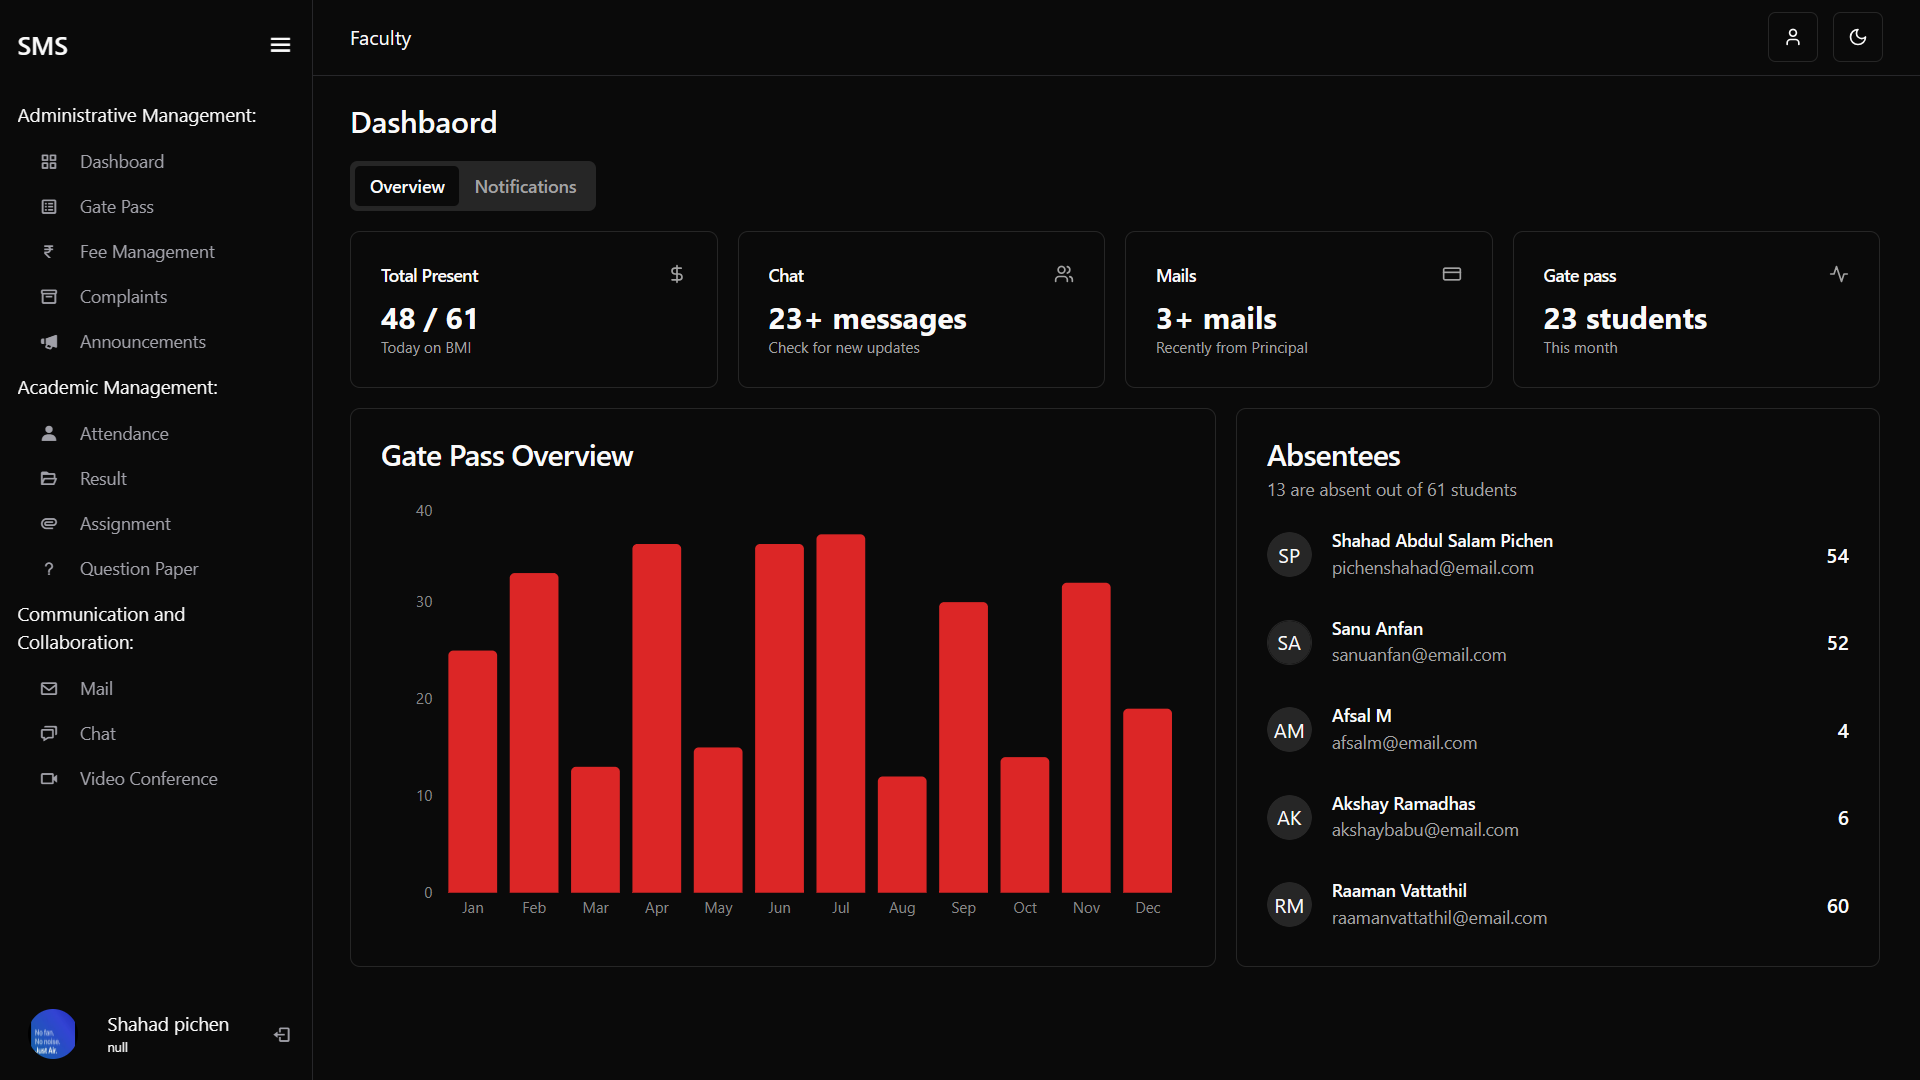 SMS
Administrative Management:
Dashboard
Gate Pass
₹ Fee Management
Complaints
Announcements
Academic Management:
Attendance
Result
Assignment
? Question Paper
Communication and
Collaboration:
Mail
Chat
Video Conference
No fan.
No noise.
Just Air.
Shahad pichen
null
Faculty
Dashbaord
Overview Notifications
Total Present $
48 / 61
Today on BMI
Chat
23+ messages
Check for new updates
Mails
3+ mails
Recently from Principal
Gate pass
23 students
This month
Gate Pass Overview
40
30
20
10
0
Jan Feb Mar Apr May Jun Jul Aug Sep Oct Nov Dec
Absentees
13 are absent out of 61 students
SP Shahad Abdul Salam Pichen 54
pichenshahad@email.com
SA Sanu Anfan 52
sanuanfan@email.com
AM Afsal M 4
afsalm@email.com
AK Akshay Ramadhas 6
akshaybabu@email.com
RM Raaman Vattathil 60
raamanvattathil@email.com